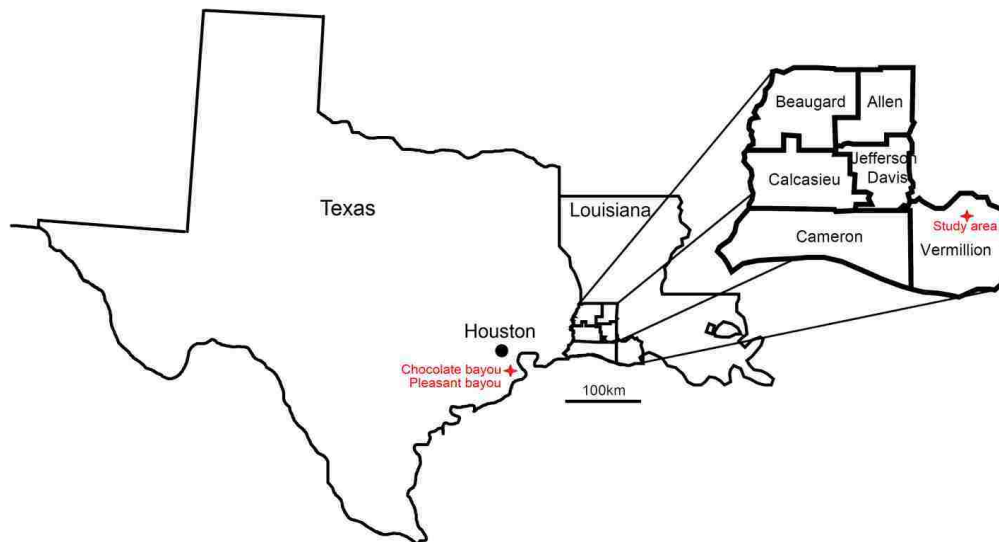 Texas
Louisiana
Houston
Chocolate bayou
Pleasant bayou
100km
Beaugard
Allen
Jefferson
Davis
Calcasieu
Cameron
Study area
Vermillion